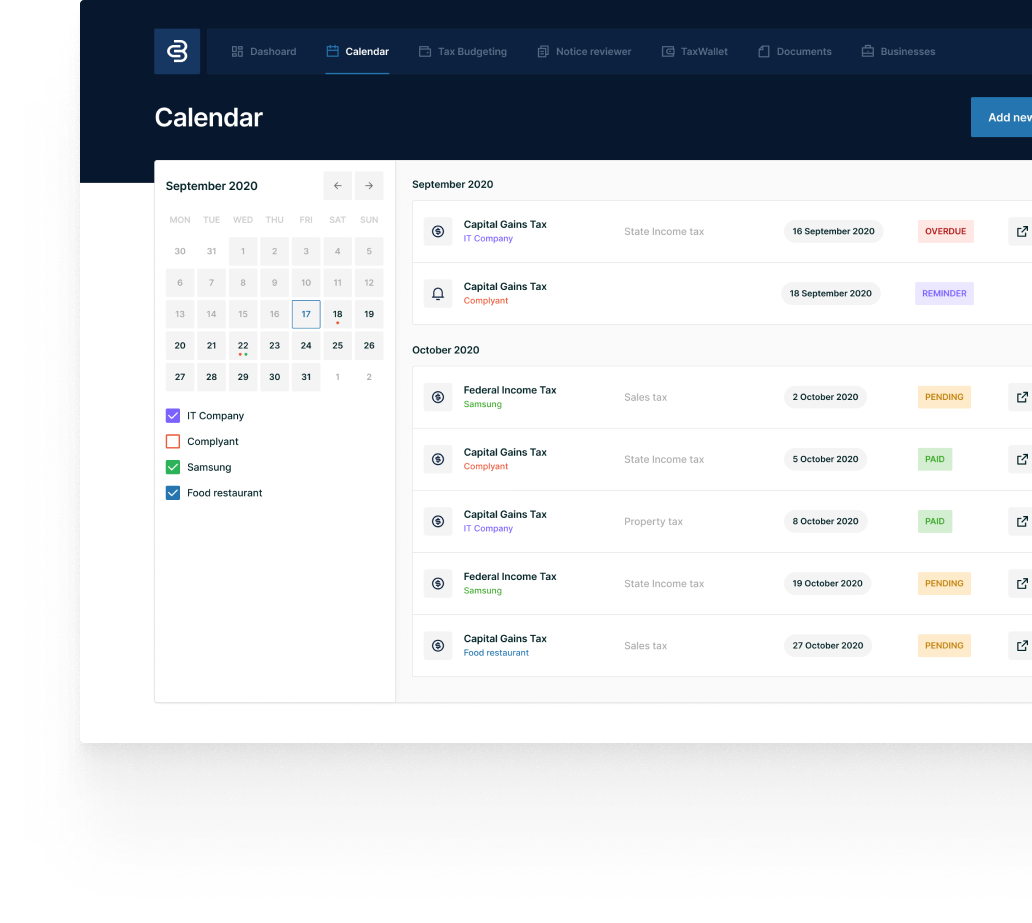 Dashoard
Calendar
Tax Budgeting
Notice reviewer
TaxWallet
Documents
Businesses
Calendar
Add new
September 2020
MON TUE WED THU FRI SAT SUN
30 31 1 2 3 4 5
6 7 8 9 10 11 12
13 14 15 16 17 18 19
20 21 22 23 24 25 26
27 28 29 30 31 1 2
IT Company
Complyant
Samsung
Food restaurant
September 2020
Capital Gains Tax
IT Company
State Income tax
16 September 2020
OVERDUE
Capital Gains Tax
Complyant
18 September 2020
REMINDER
October 2020
Federal Income Tax
Samsung
Sales tax
2 October 2020
PENDING
Capital Gains Tax
Complyant
State Income tax
5 October 2020
PAID
Capital Gains Tax
IT Company
Property tax
8 October 2020
PAID
Federal Income Tax
Samsung
State Income tax
19 October 2020
PENDING
Capital Gains Tax
Food restaurant
Sales tax
27 October 2020
PENDING